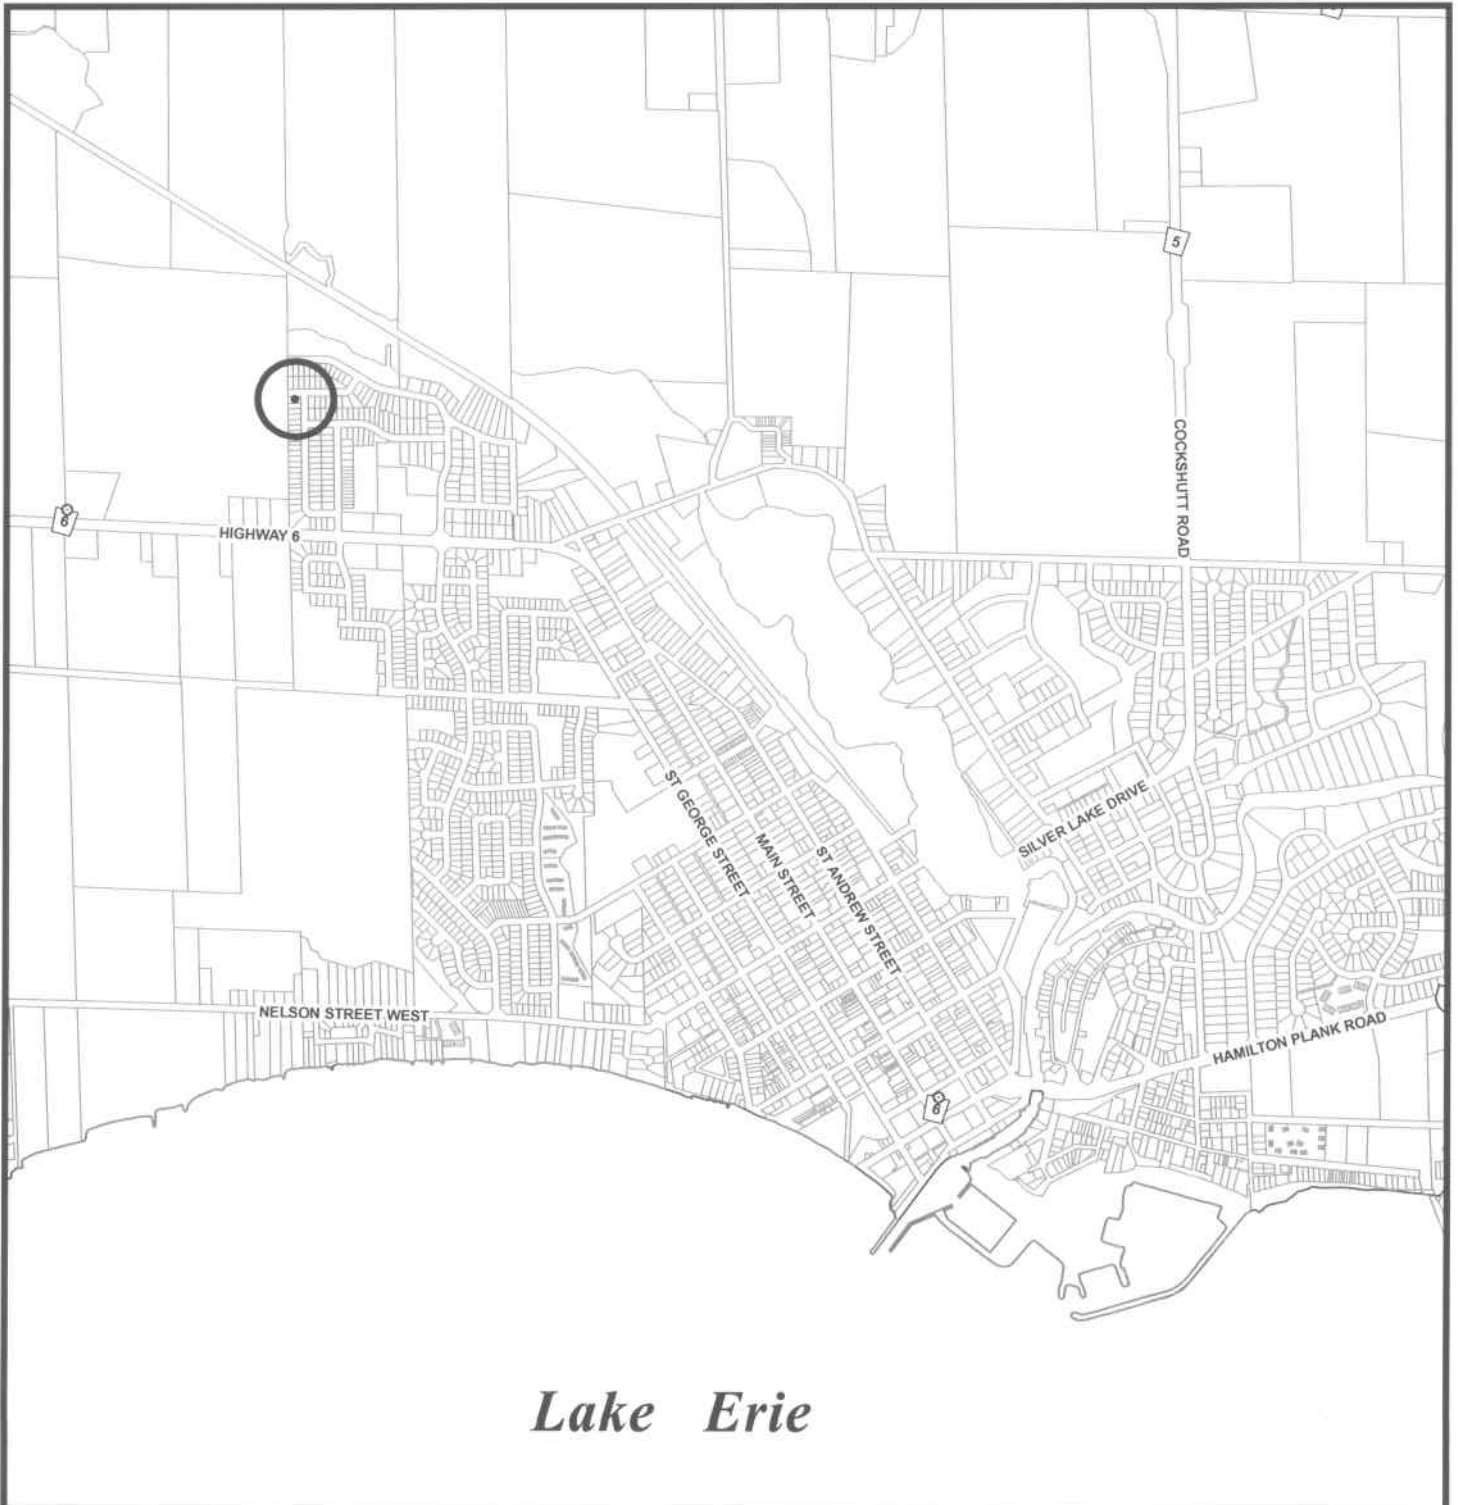 5
COCKSHUTT ROAD
6
HIGHWAY 6
ST GEORGE STREET
MAIN STREET
ST ANDREW STREET
SILVER LAKE DRIVE
NELSON STREET WEST
HAMILTON PLANK ROAD
6
Lake Erie